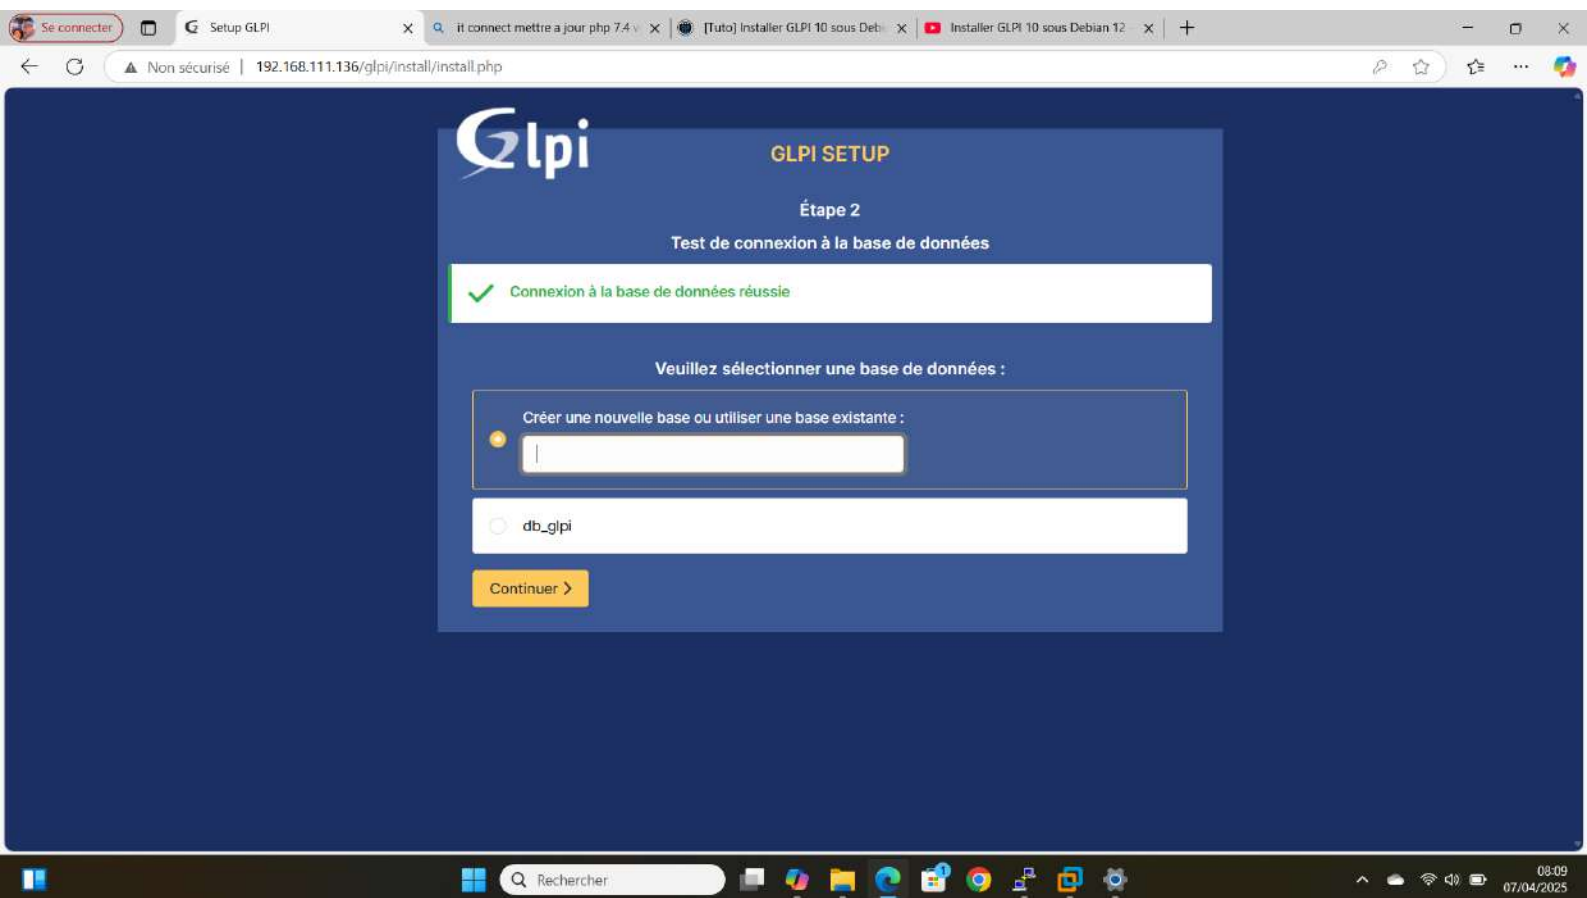 Se connecter
Setup GLPI
it connect mettre a jour php 7.4 v
[Tuto] Installer GLPI 10 sous Debi
Installer GLPI 10 sous Debian 12 -
Non sécurisé | 192.168.111.136/glpi/install/install.php
Glpi
GLPI SETUP
Étape 2
Test de connexion à la base de données
Connexion à la base de données réussie
Veuillez sélectionner une base de données :
Créer une nouvelle base ou utiliser une base existante :
db_glpi
Continuer
Rechercher
08:09
07/04/2025